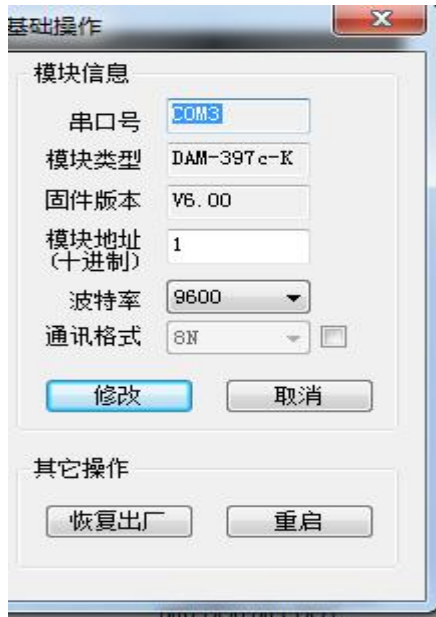 基础操作
模块信息
串口号 COM3
模块类型 DAM-397c-K
固件版本 V6.00
模块地址 1
(十进制)
波特率 9600
通讯格式 8N
修改 取消
其它操作
恢复出厂 重启